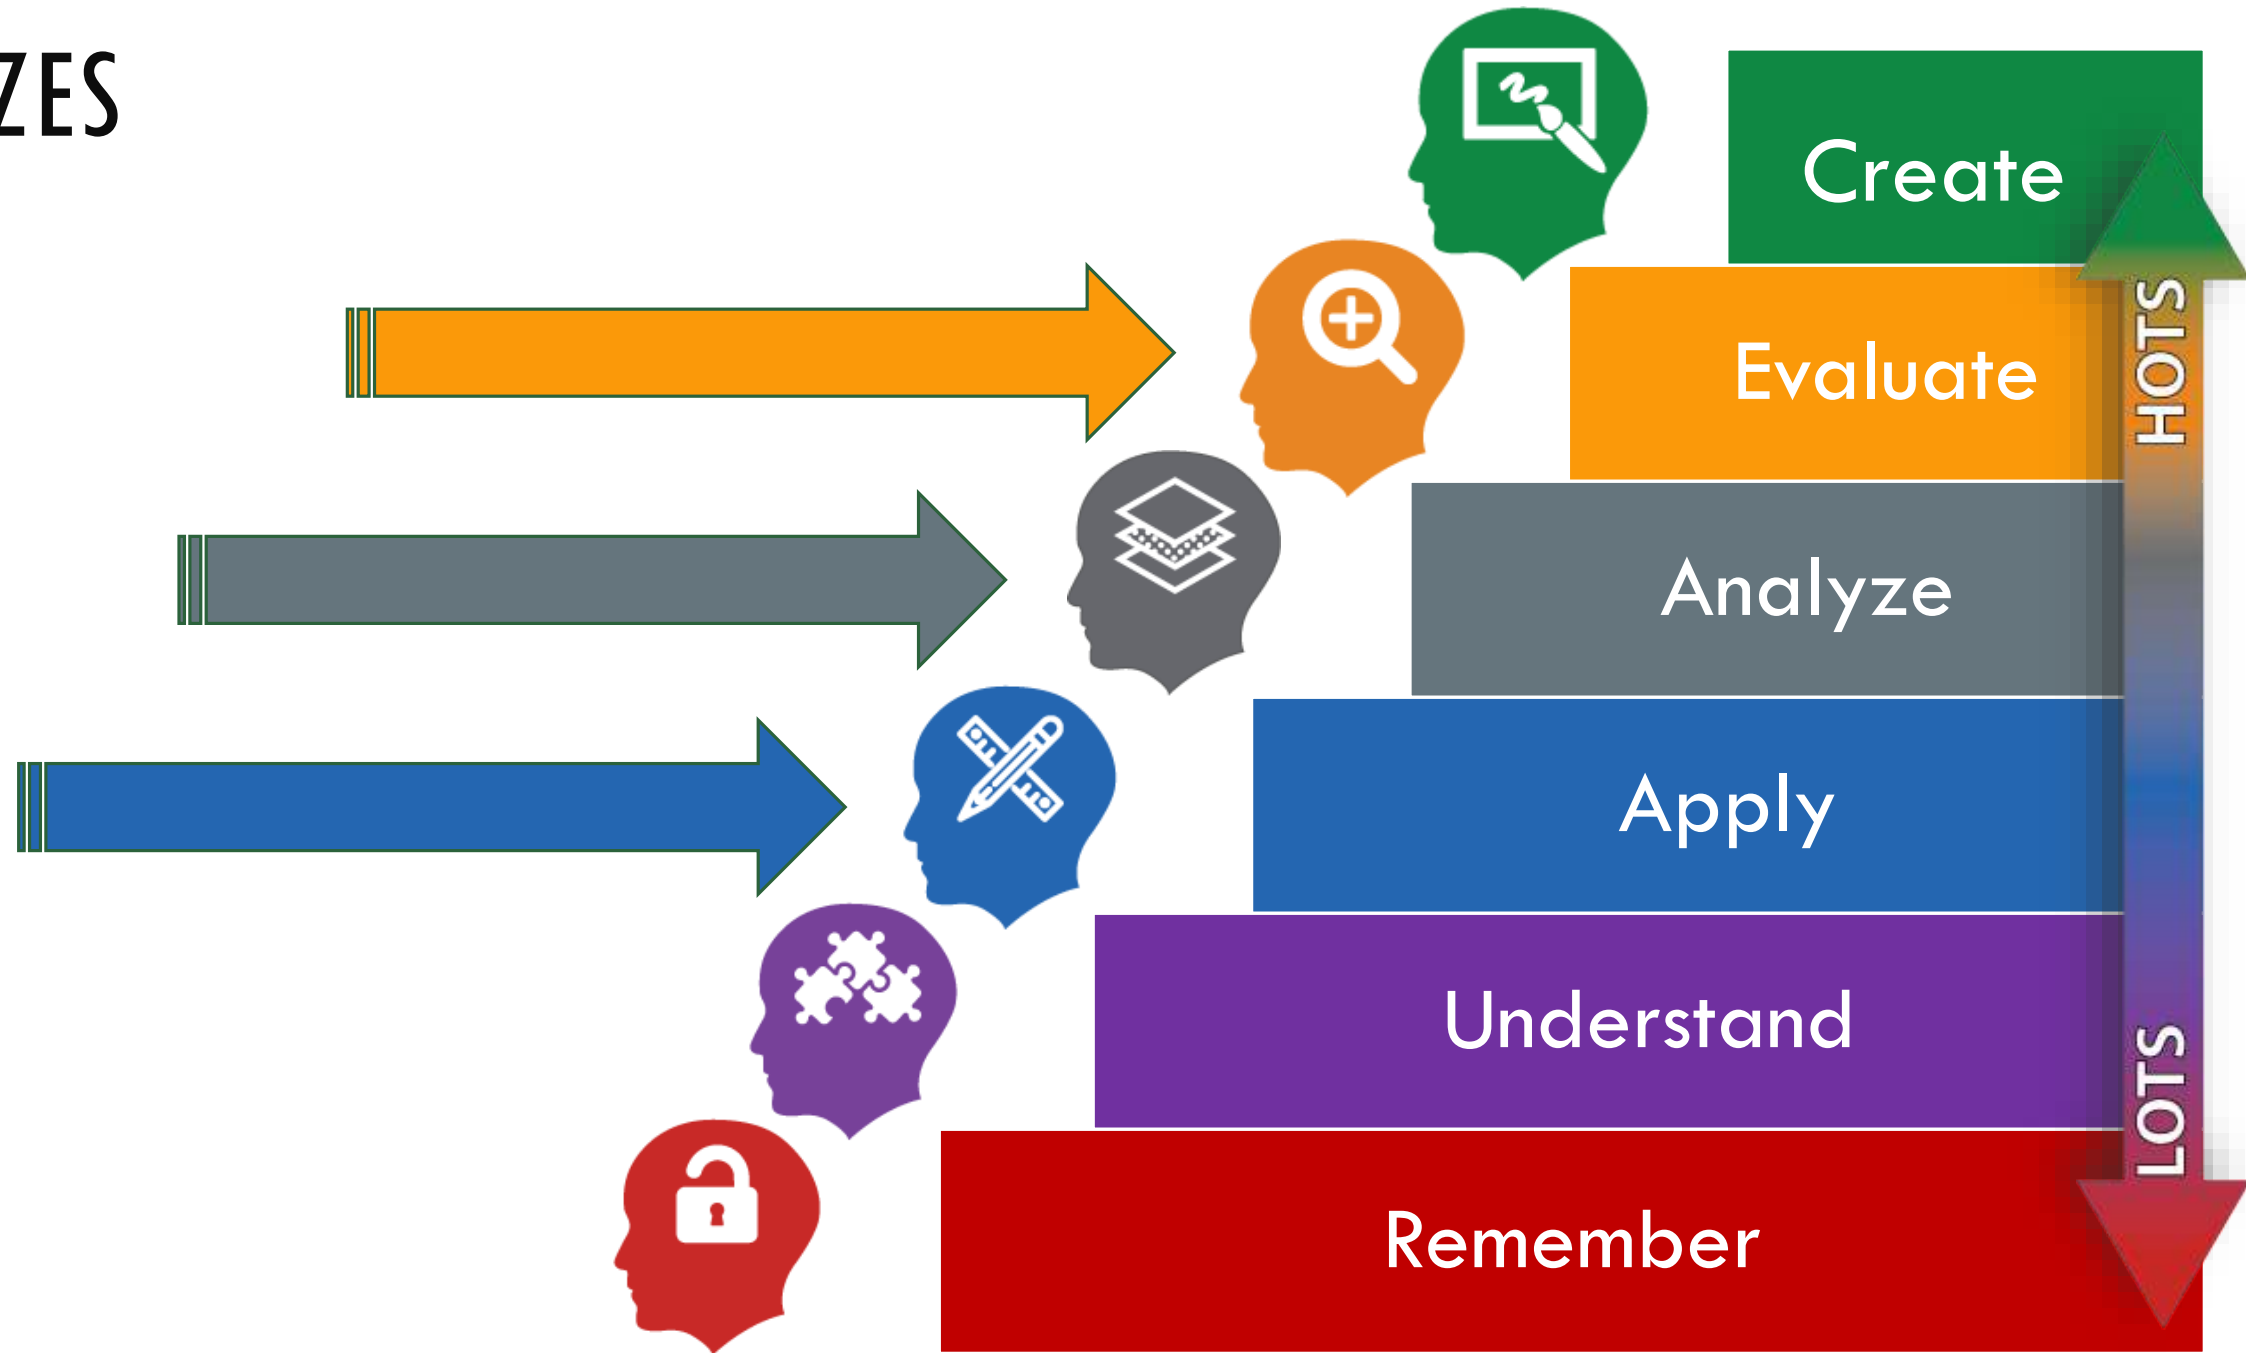 ZES
Create
Evaluate
Analyze
Apply
Understand
Remember
HOTS
LOTS